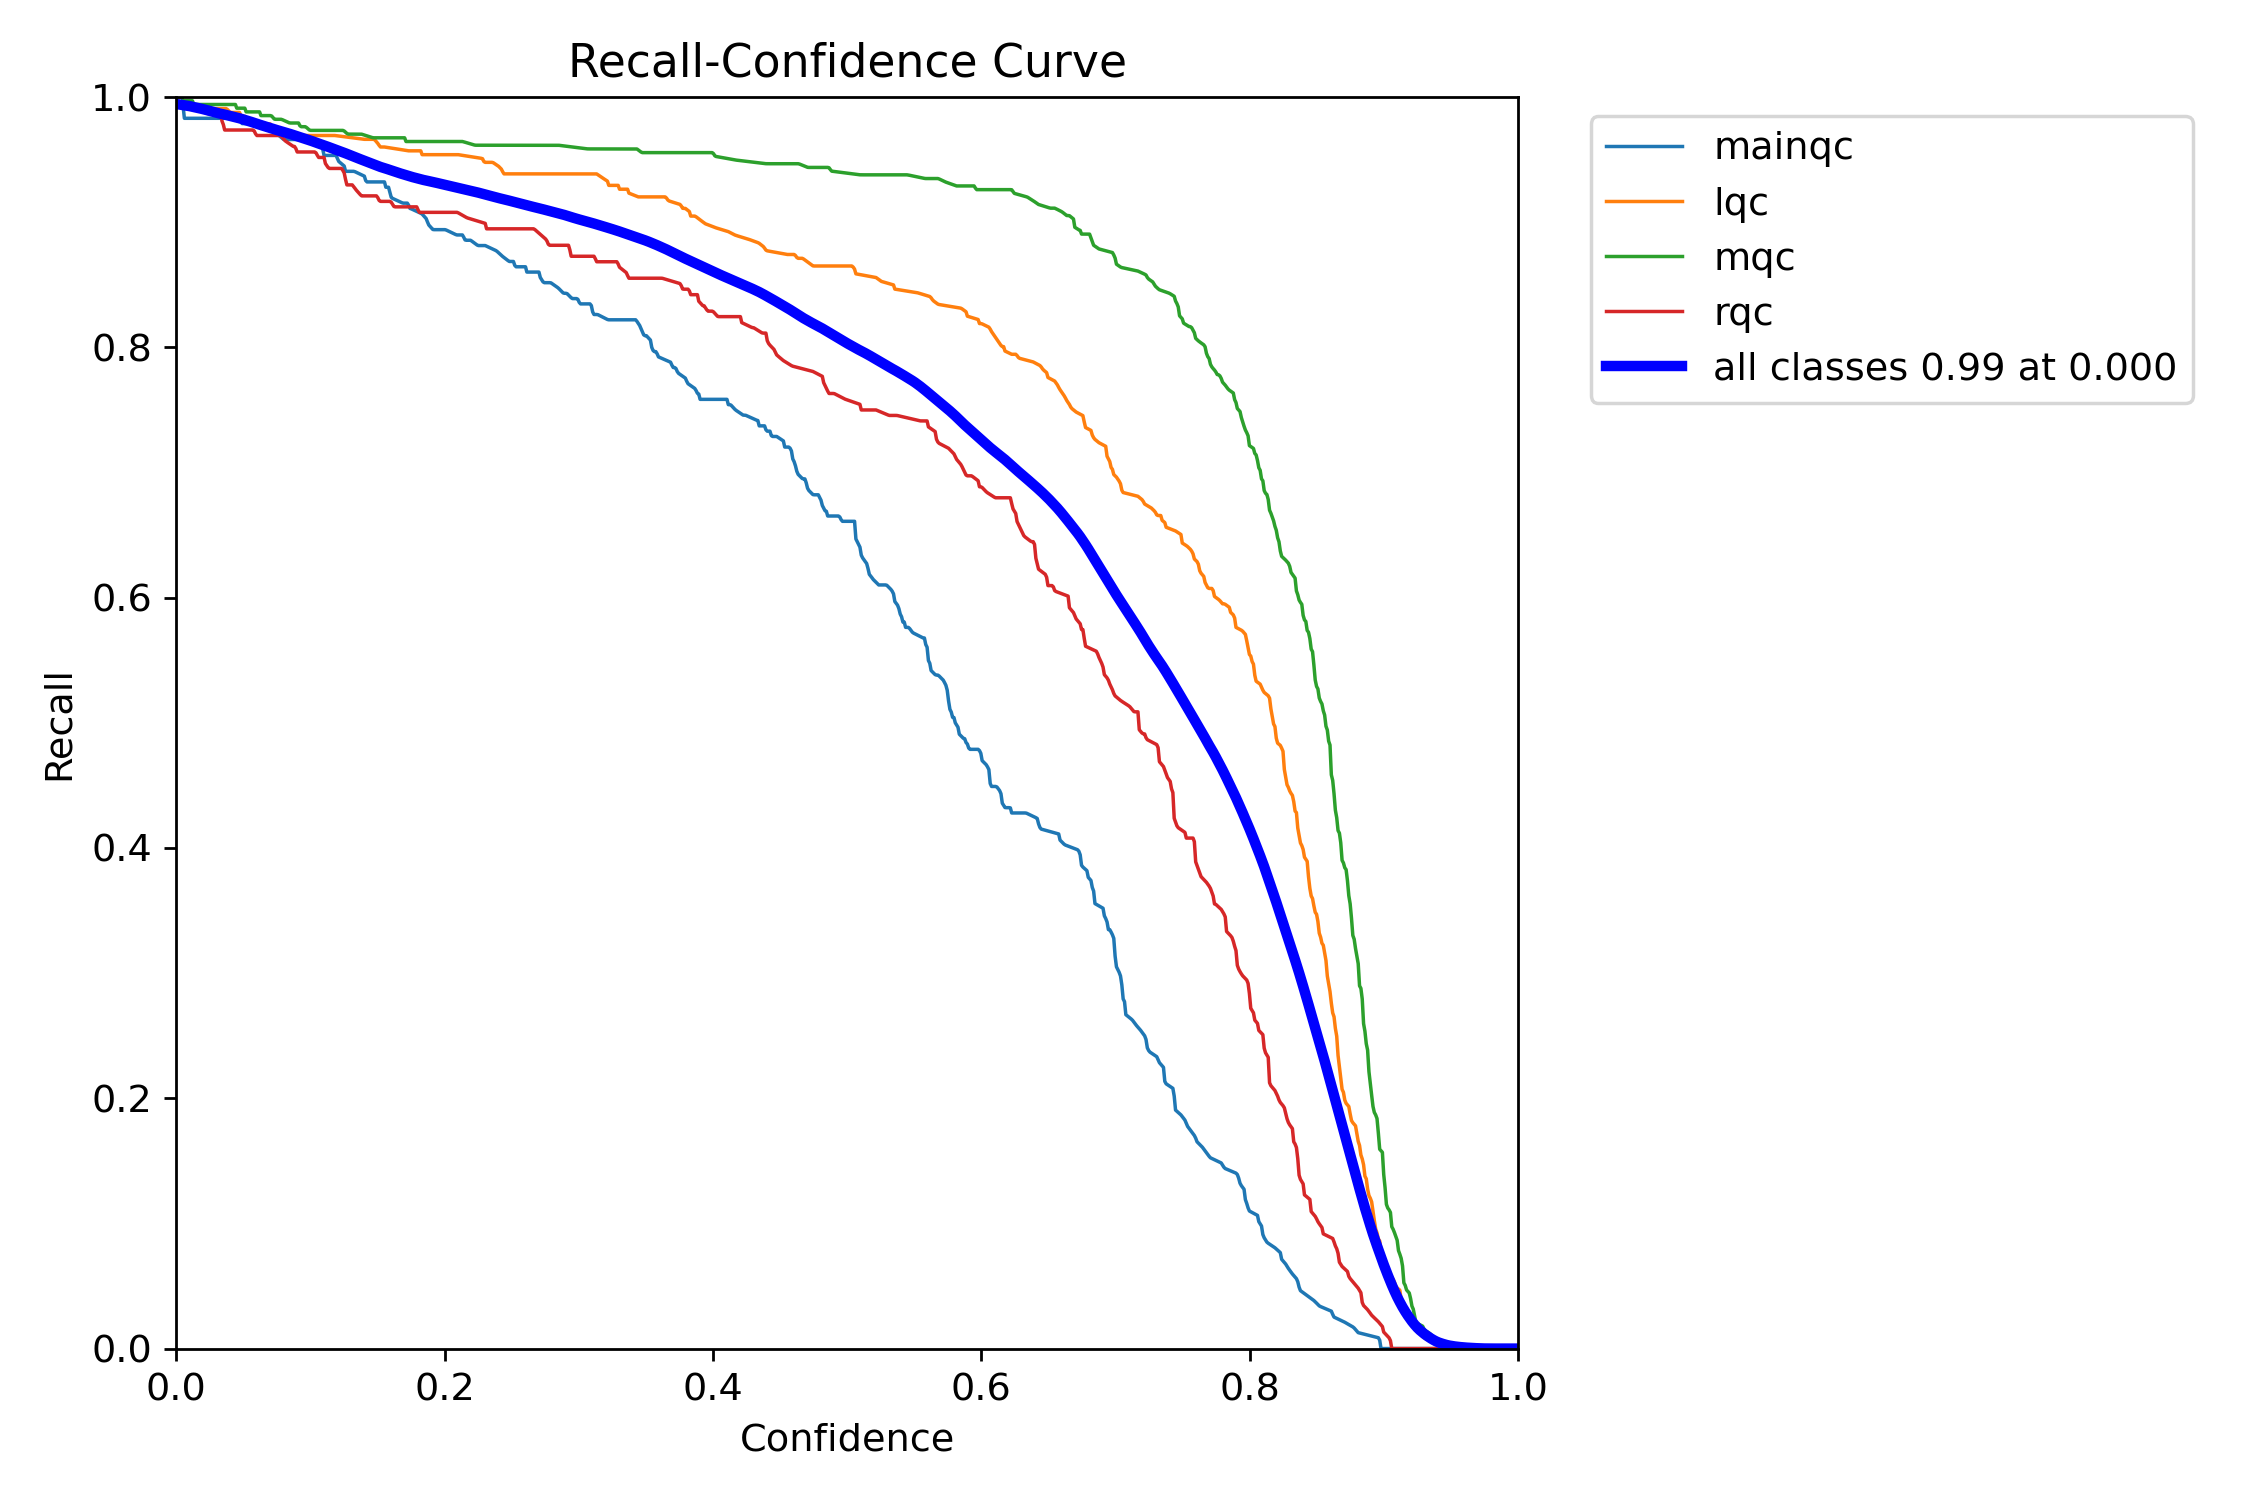 Recall-Confidence Curve
1.0
0.8
0.6
0.4
0.2
0.0
Recall
0.0 0.2 0.4 0.6 0.8 1.0
Confidence
mainqc
lqc
mqc
rqc
all classes 0.99 at 0.000